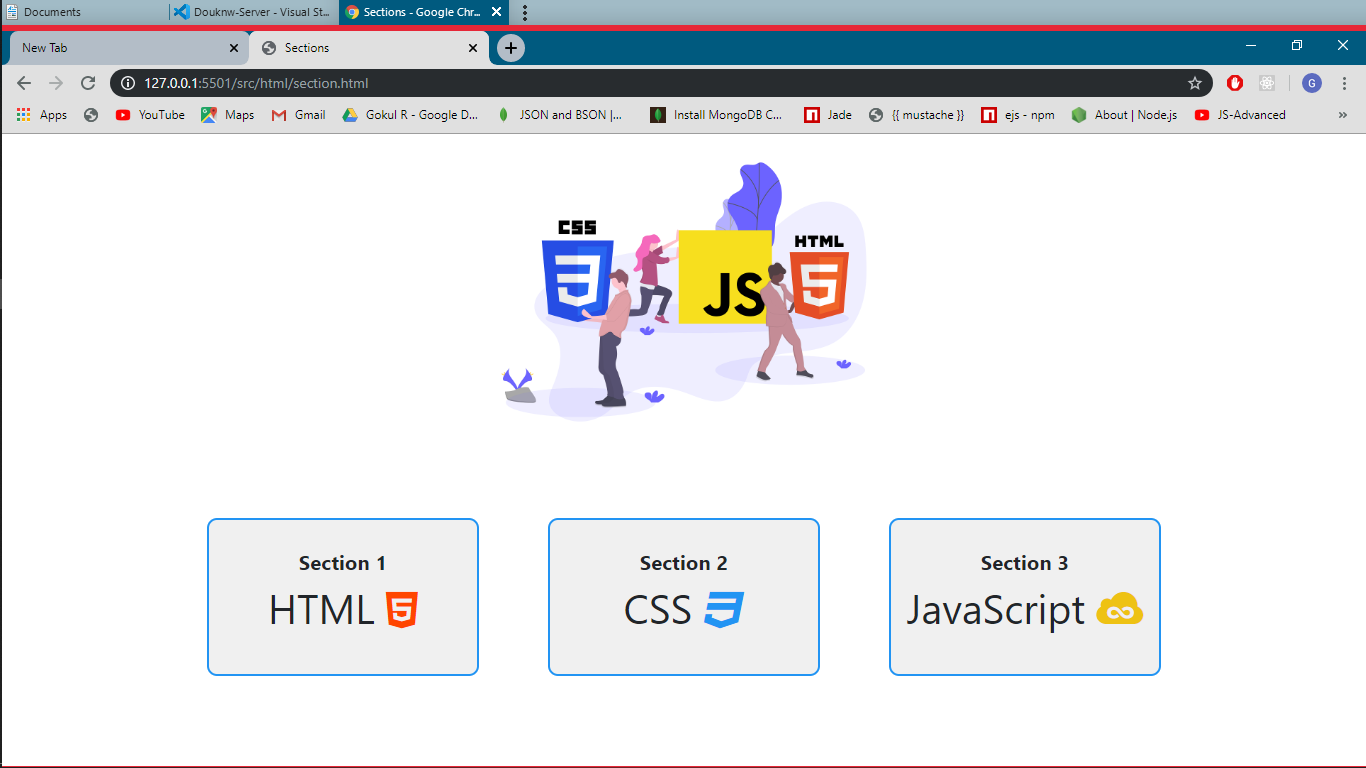 Documents
Douknw-Server - Visual St...
Sections - Google Chr...
New Tab
Sections
127.0.0.1:5501/src/html/section.html
G
Apps
YouTube
Maps
Gmail
Gokul R - Google D...
JSON and BSON |...
Install MongoDB C...
Jade
{{ mustache }}
ejs - npm
About | Node.js
JS-Advanced
CSS
JS
HTML
5
Section 1
HTML 5
Section 2
CSS
Section 3
JavaScript